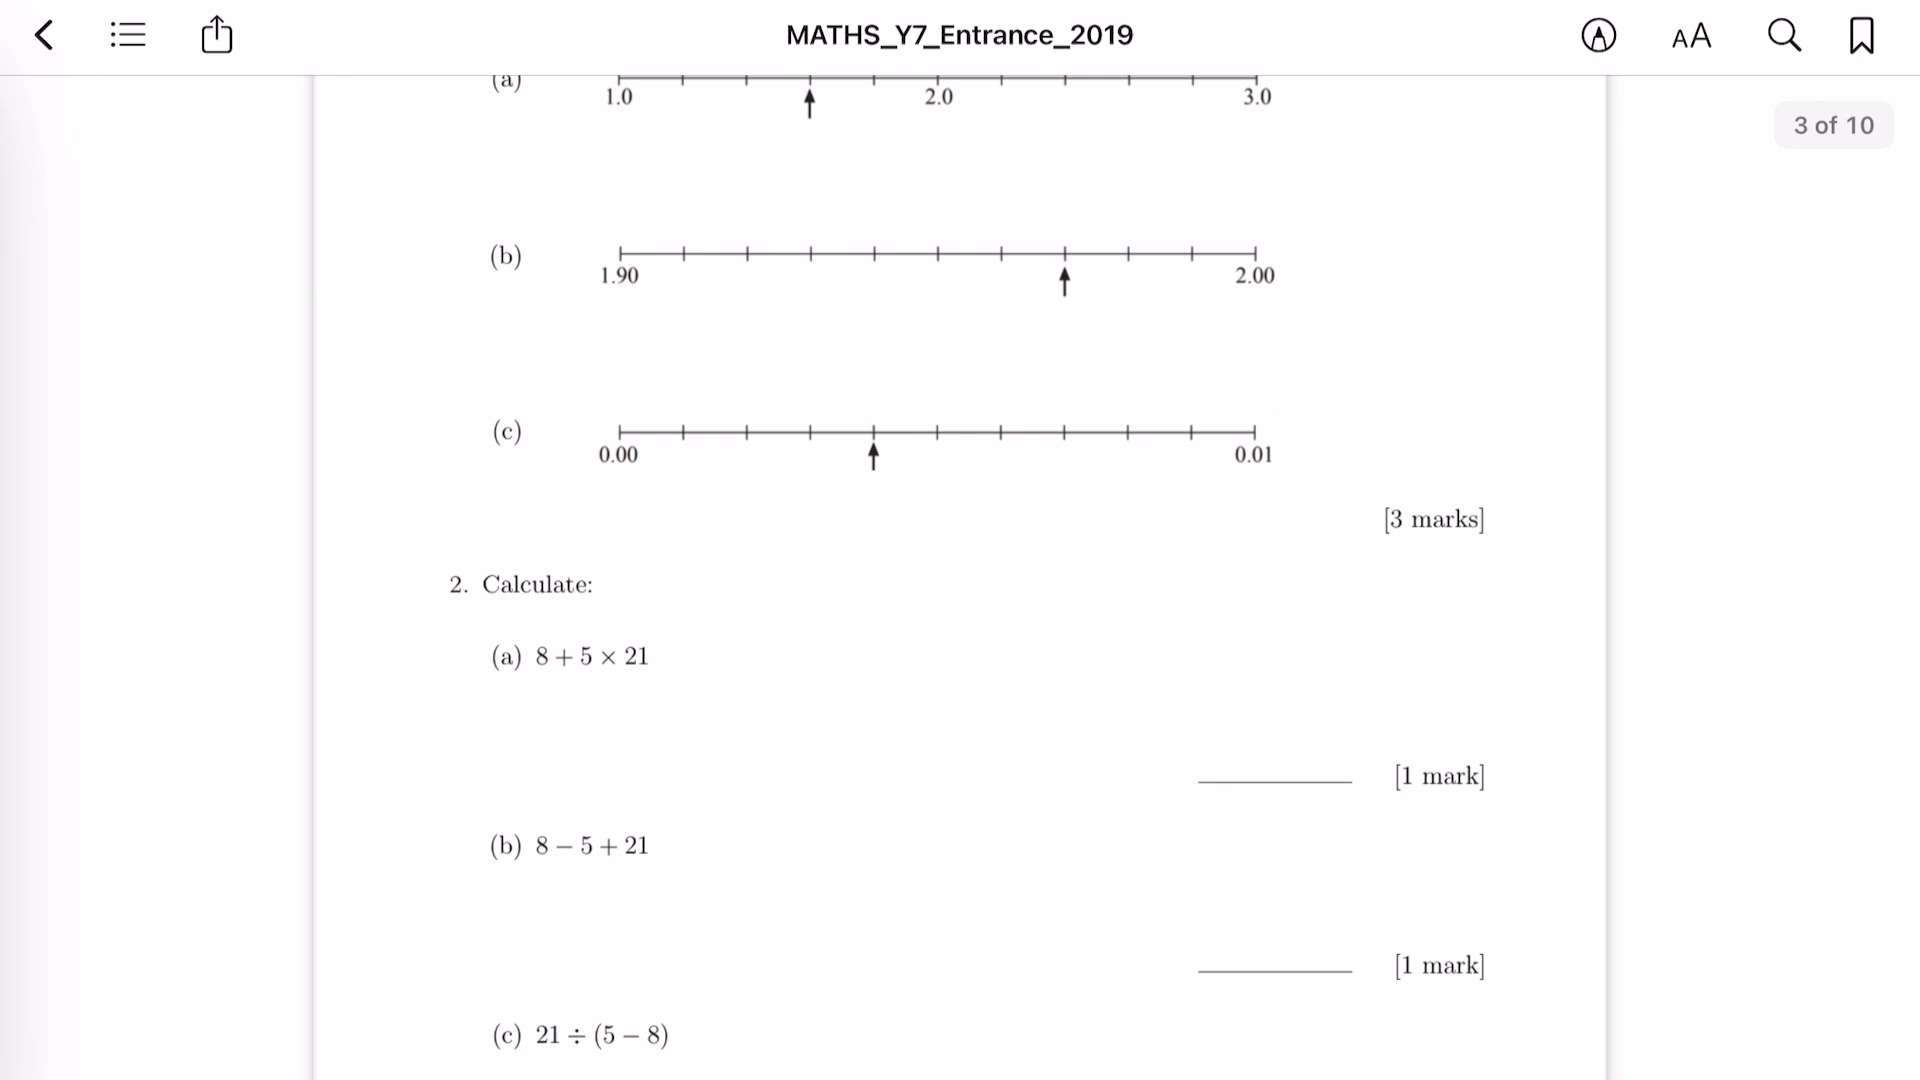 MATHS_Y7_Entrance_2019
AA
3 of 10
(a)
1.0 2.0 3.0
(b)
1.90 2.00
(c)
0.00 0.01
[3 marks]
2. Calculate:
(a) 8 + 5 × 21
[1 mark]
(b) 8 − 5 + 21
[1 mark]
(c) 21 ÷ (5 − 8)